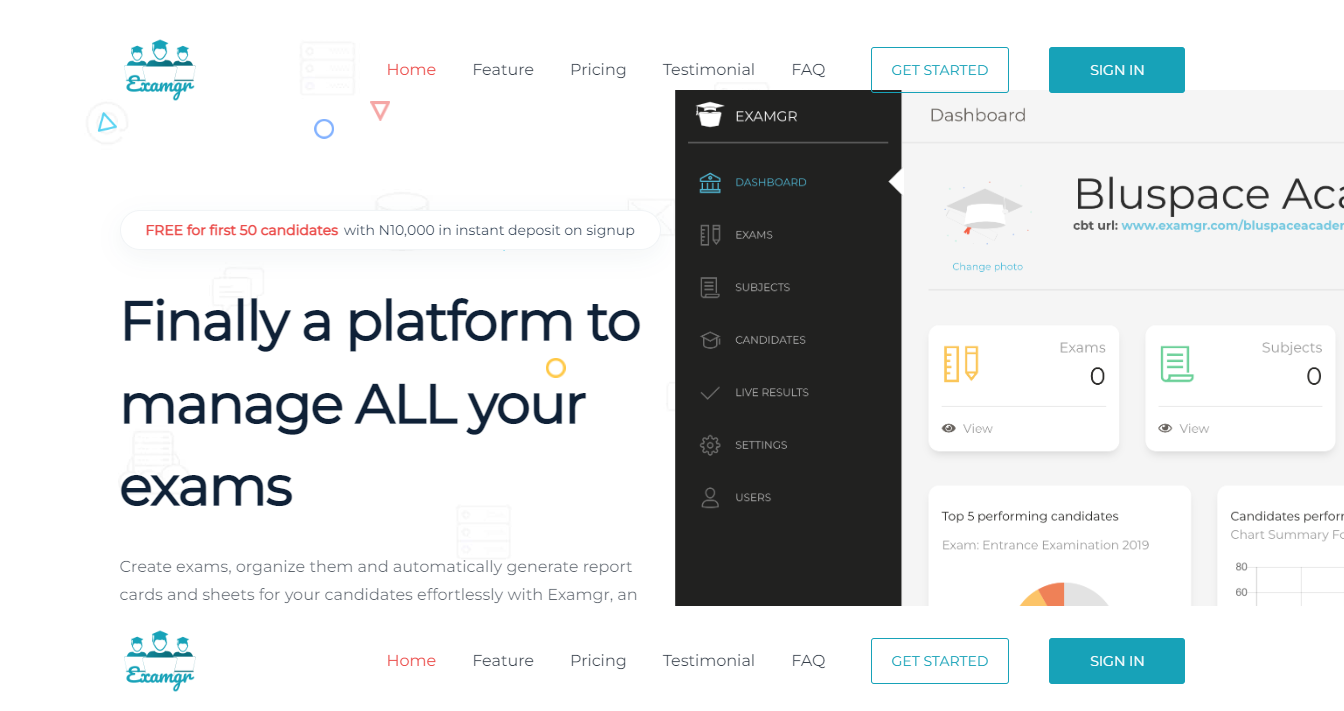 Examgr
Home Feature Pricing Testimonial FAQ GET STARTED SIGN IN
FREE for first 50 candidates with N10,000 in instant deposit on signup
Finally a platform to
manage ALL your
exams
Create exams, organize them and automatically generate report
cards and sheets for your candidates effortlessly with Examgr, an
EXAMGR
DASHBOARD
EXAMS
SUBJECTS
CANDIDATES
LIVE RESULTS
SETTINGS
USERS
Dashboard
Bluspace Aca
cbt url: www.examgr.com/bluspaceacader
Change photo
Exams
0
View
Subjects
0
View
Top 5 performing candidates
Exam: Entrance Examination 2019
Candidates perforr
Chart Summary Fo
80
60
Examgr
Home Feature Pricing Testimonial FAQ GET STARTED SIGN IN